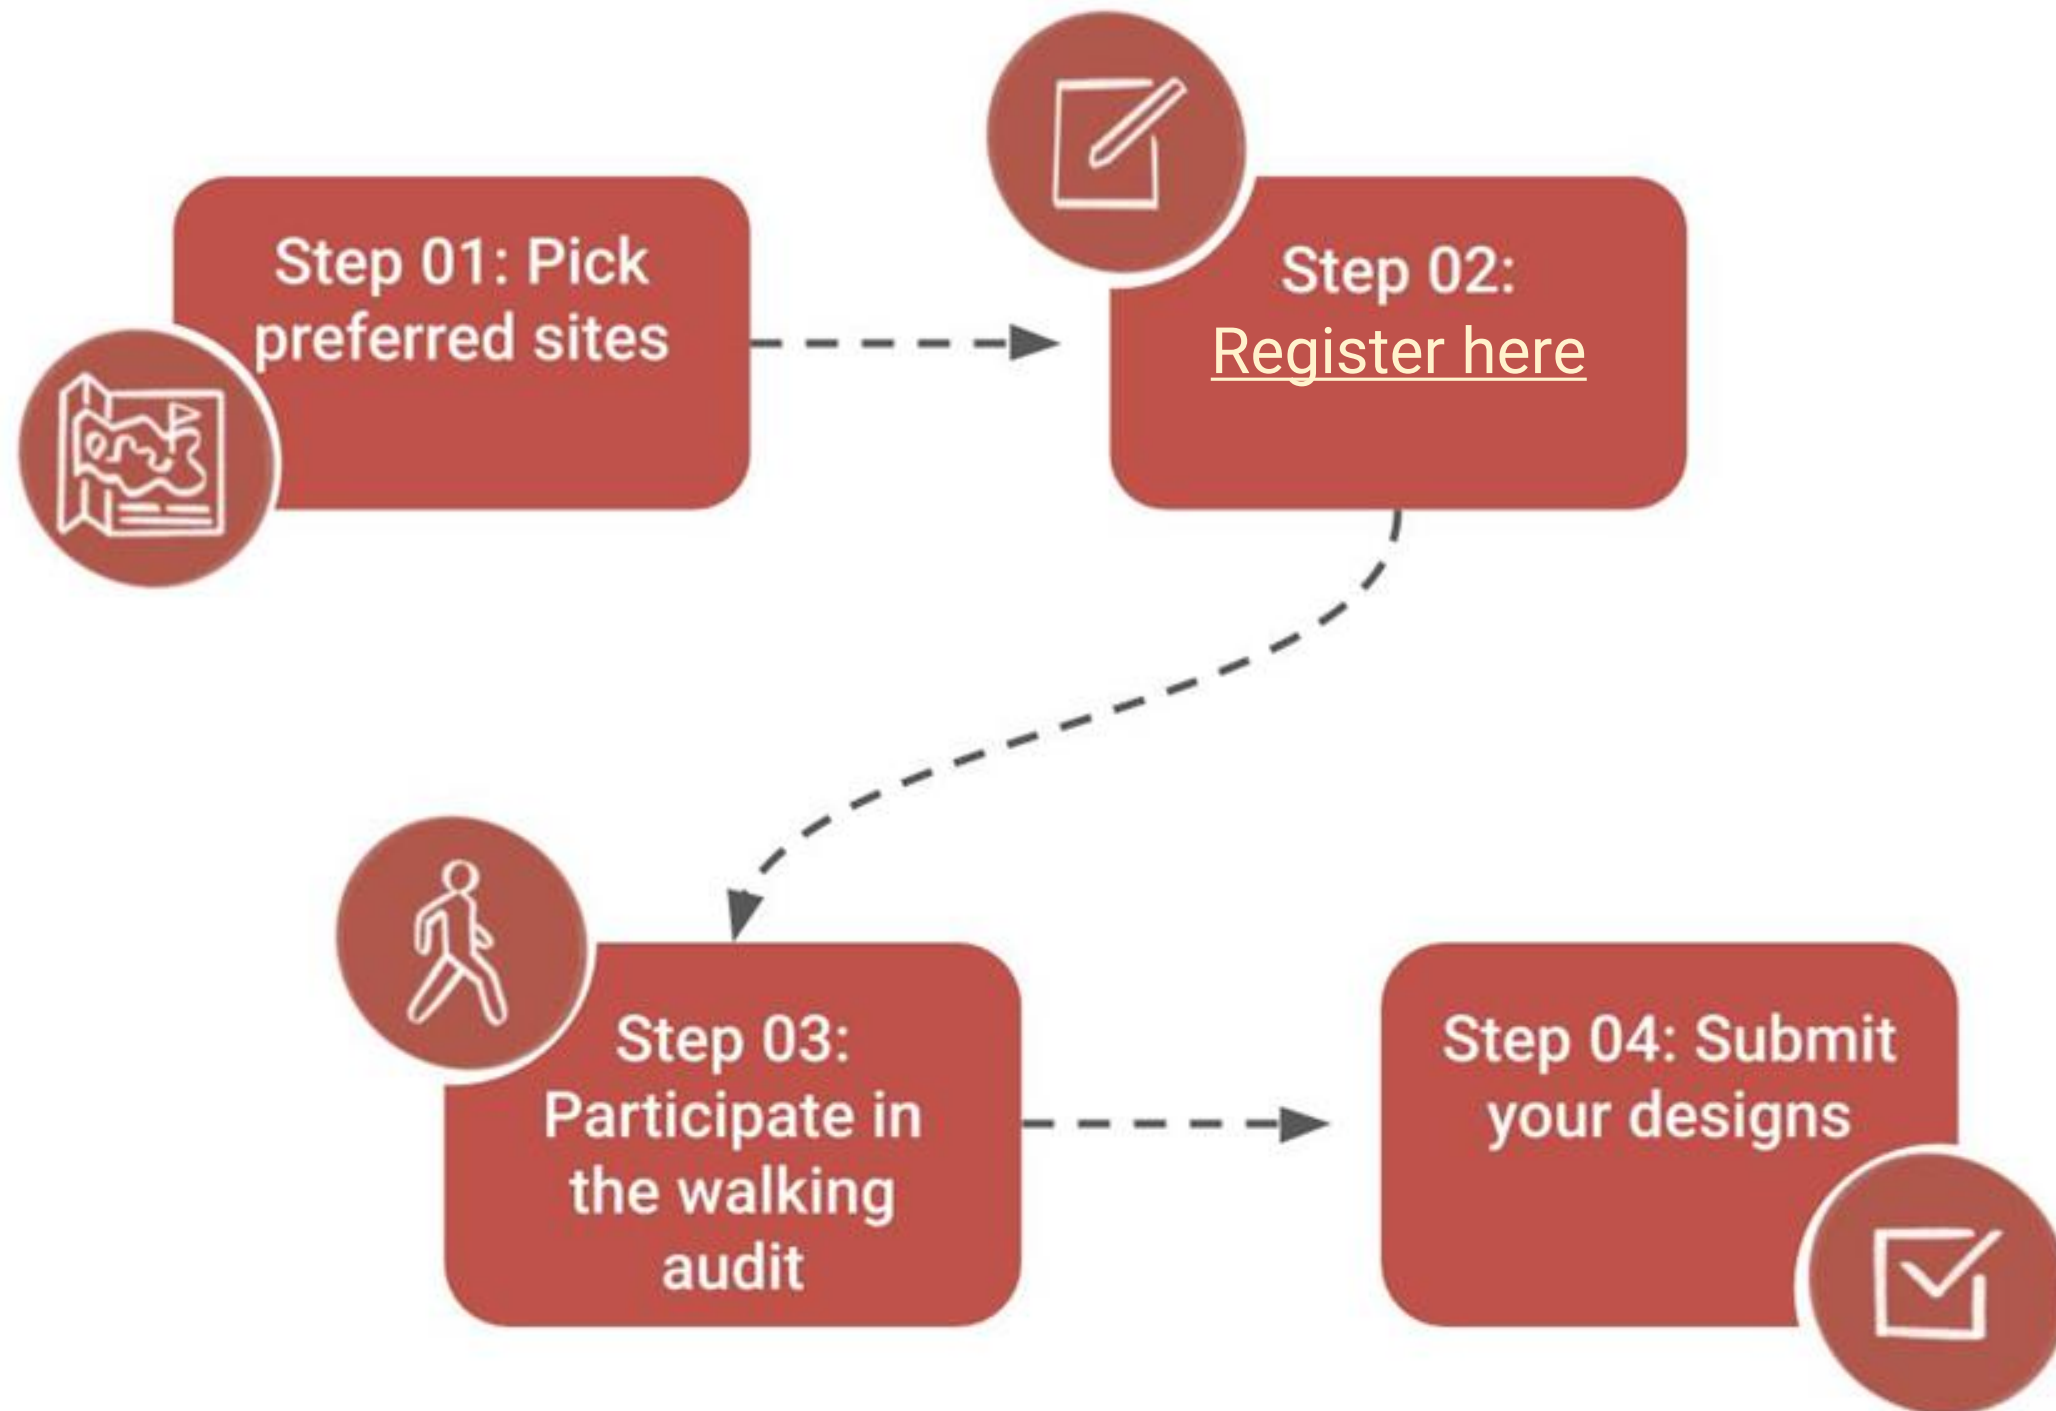 Step 01: Pick
preferred sites
Step 02:
Register here
Step 03:
Participate in
the walking
audit
Step 04: Submit
your designs